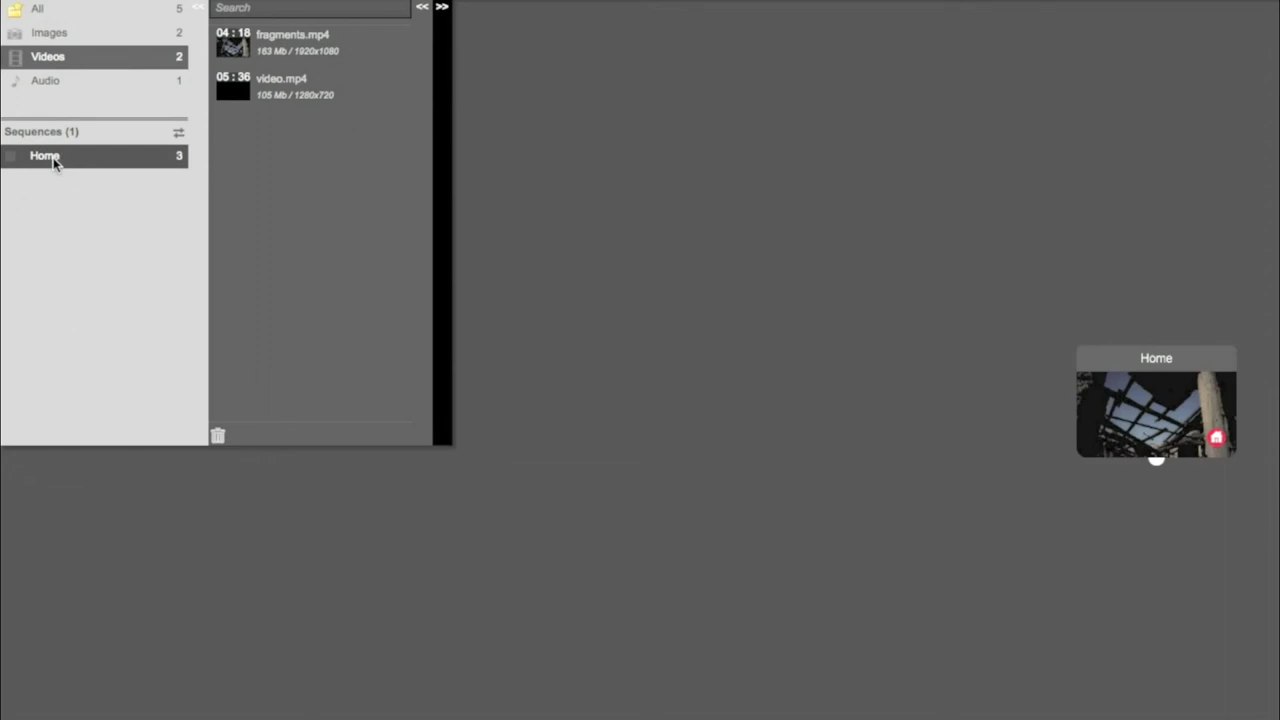 All 5
Images 2
Videos 2
Audio 1
Sequences (1)
Home 3
<< Search << >>
04 : 18 fragments.mp4
163 Mb / 1920x1080
05 : 36 video.mp4
105 Mb / 1280x720
Home